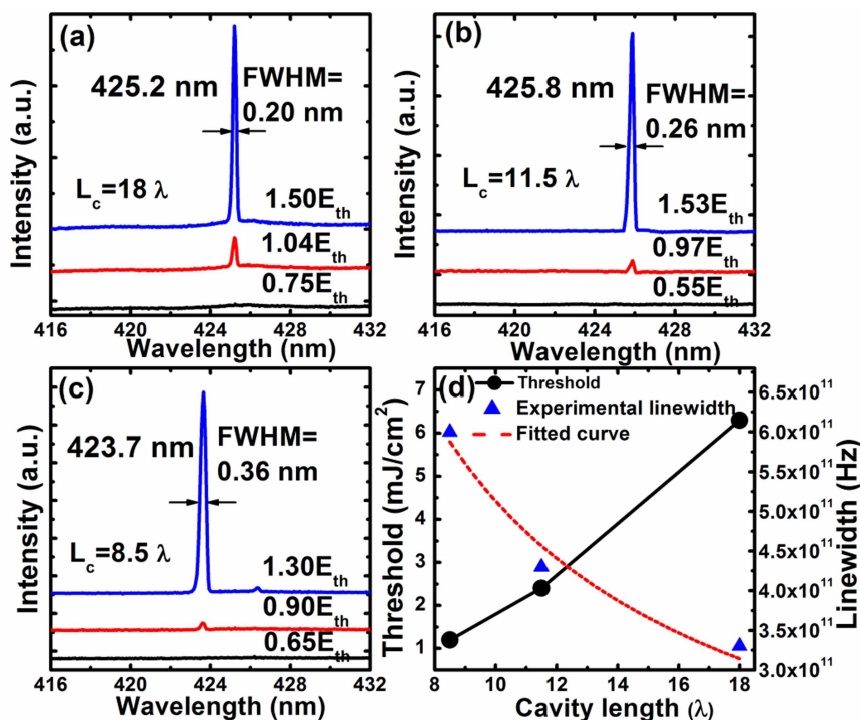 (a)
425.2 nm
FWHM=
0.20 nm
L_c=18 λ
1.50E_th
1.04E_th
0.75E_th
Intensity (a.u.)
416 420 424 428 432
Wavelength (nm)
(b)
425.8 nm
FWHM=
0.26 nm
L_c=11.5 λ
1.53E_th
0.97E_th
0.55E_th
Intensity (a.u.)
416 420 424 428 432
Wavelength (nm)
(c)
423.7 nm
FWHM=
0.36 nm
L_c=8.5 λ
1.30E_th
0.90E_th
0.65E_th
Intensity (a.u.)
416 420 424 428 432
Wavelength (nm)
(d)
Threshold
Experimental linewidth
Fitted curve
Threshold (mJ/cm²)
7
6
5
4
3
2
1
6.5x10¹¹
6.0x10¹¹
5.5x10¹¹
5.0x10¹¹
4.5x10¹¹
4.0x10¹¹
3.5x10¹¹
3.0x10¹¹
Linewidth (Hz)
8 10 12 14 16 18
Cavity length (λ)